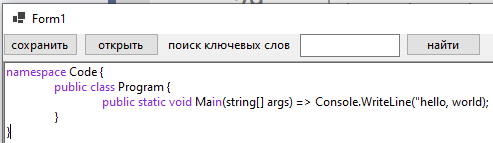 Form1
сохранить открыть поиск ключевых слов найти
namespace Code {
public class Program {
public static void Main(string[] args) => Console.WriteLine("hello, world);
}
}